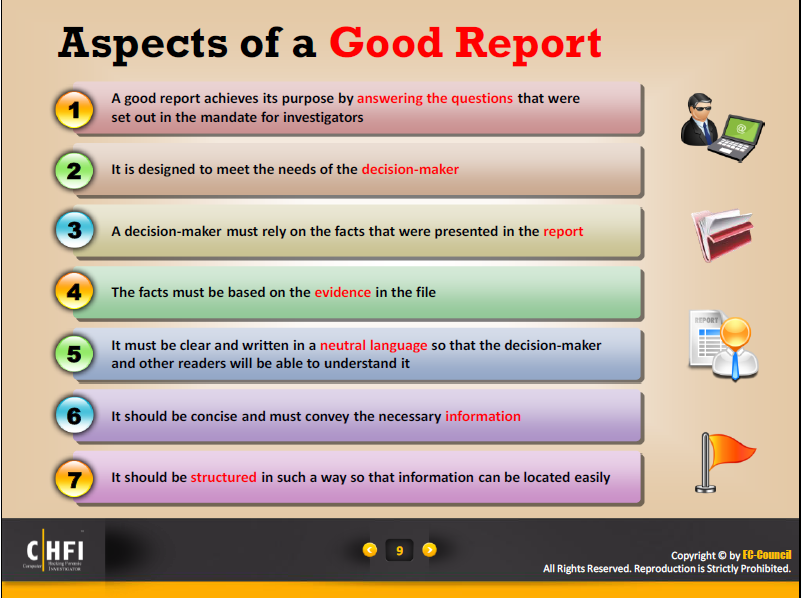 Aspects of a Good Report
1
A good report achieves its purpose by answering the questions that were
set out in the mandate for investigators
2
It is designed to meet the needs of the decision-maker
3
A decision-maker must rely on the facts that were presented in the report
4
The facts must be based on the evidence in the file
REPORT
5
It must be clear and written in a neutral language so that the decision-maker
and other readers will be able to understand it
6
It should be concise and must convey the necessary information
7
It should be structured in such a way so that information can be located easily
CHFI
Computer Hacking Forensic
INVESTIGATOR
9
Copyright © by EC-Council
All Rights Reserved. Reproduction is Strictly Prohibited.